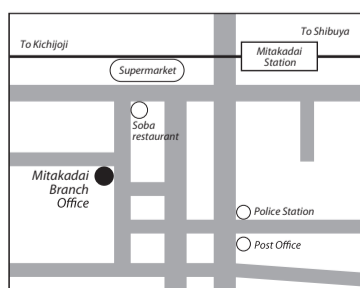 To Shibuya
To Kichijoji
Mitakadai
Station
Supermarket
Soba
restaurant
Mitakadai
Branch
Office
Police Station
Post Office